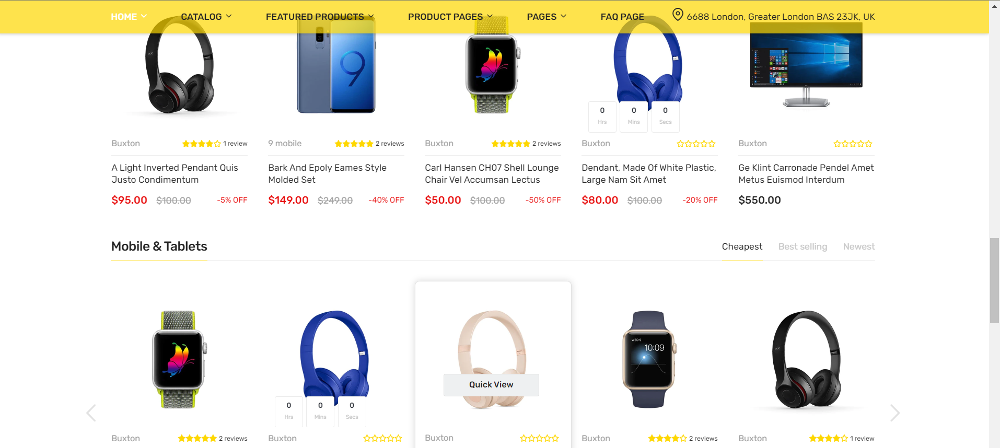 HOME CATALOG FEATURED PRODUCTS PRODUCT PAGES PAGES FAQ PAGE 6688 London, Greater London BAS 23JK, UK
9
solo
0 0 0
Hrs Mins Secs
Buxton 1 review 9 mobile 2 reviews Buxton 2 reviews Buxton Buxton
A Light Inverted Pendant Quis
Justo Condimentum
Bark And Epoly Eames Style
Molded Set
Carl Hansen CH07 Shell Lounge
Chair Vel Accumsan Lectus
Dendant, Made Of White Plastic,
Large Nam Sit Amet
Ge Klint Carronade Pendel Amet
Metus Euismod Interdum
$95.00 $100.00 -5% OFF $149.00 $249.00 -40% OFF $50.00 $100.00 -50% OFF $80.00 $100.00 -20% OFF $550.00
Mobile & Tablets Cheapest Best selling Newest
WED 9
10:09
solo
Quick View
0 0 0
Hrs Mins Secs
Buxton 2 reviews Buxton Buxton Buxton 2 reviews Buxton 1 review